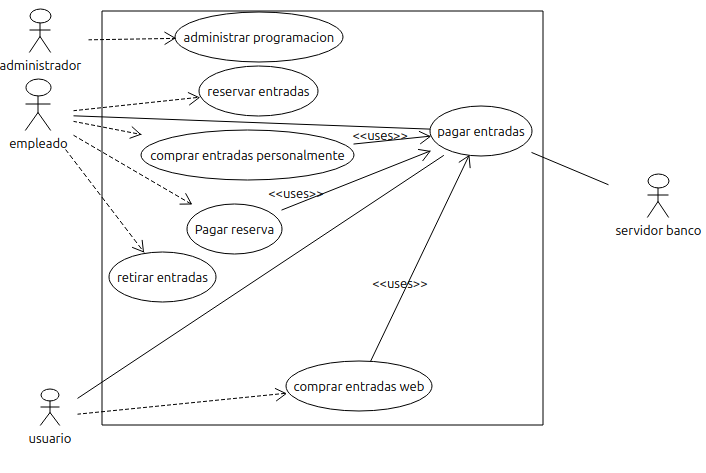 administrar programacion
administrador
reservar entradas
empleado
pagar entradas
<<uses>>
comprar entradas personalmente
<<uses>>
Pagar reserva
servidor banco
retirar entradas
<<uses>>
comprar entradas web
usuario